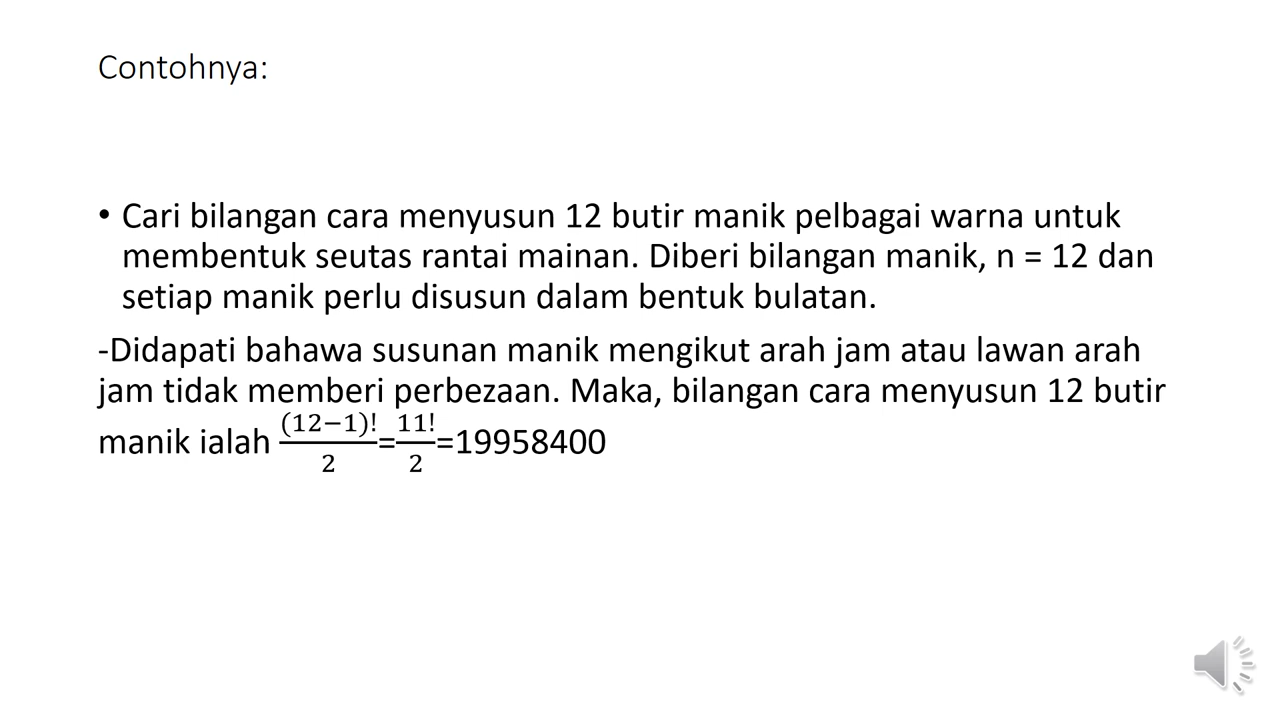 Contohnya:
• Cari bilangan cara menyusun 12 butir manik pelbagai warna untuk
membentuk seutas rantai mainan. Diberi bilangan manik, n = 12 dan
setiap manik perlu disusun dalam bentuk bulatan.
-Didapati bahawa susunan manik mengikut arah jam atau lawan arah
jam tidak memberi perbezaan. Maka, bilangan cara menyusun 12 butir
manik ialah (12−1)!/2=11!/2=19958400